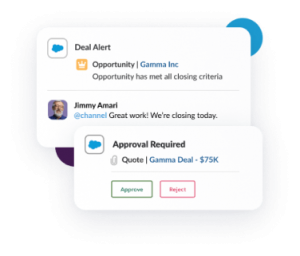 Deal Alert
Opportunity | Gamma Inc
Opportunity has met all closing criteria
Jimmy Amari
@channel Great work! We're closing today.
Approval Required
Quote | Gamma Deal - $75K
Approve
Reject